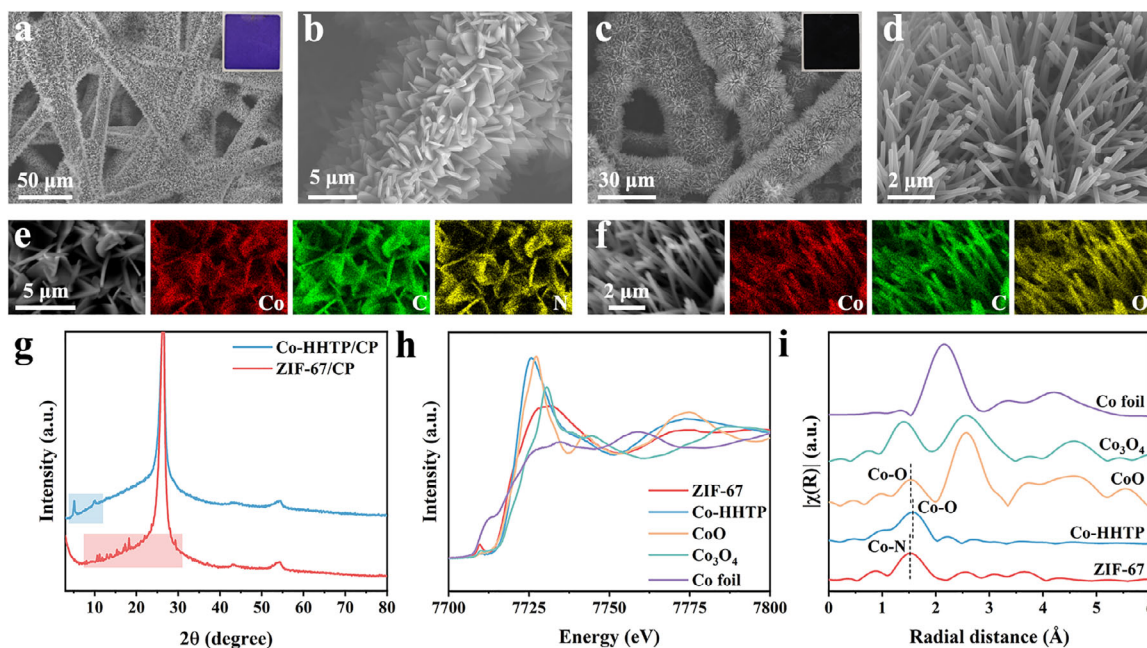 a
50 μm
b
5 μm
c
30 μm
d
2 μm
e
5 μm
Co
C
N
f
2 μm
Co
C
O
g
Co-HHTP/CP
ZIF-67/CP
Intensity (a.u.)
10 20 30 40 50 60 70 80
2θ (degree)
h
ZIF-67
Co-HHTP
CoO
Co₃O₄
Co foil
Intensity (a.u.)
7700 7725 7750 7775 7800
Energy (eV)
i
Co foil
Co₃O₄
CoO
Co-O
Co-O
Co-HHTP
Co-N
ZIF-67
|χ(R)| (a.u.)
0 1 2 3 4 5
Radial distance (Å)